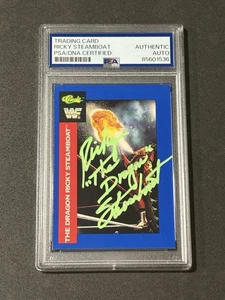 TRADING CARD
RICKY STEAMBOAT
PSA/DNA CERTIFIED
AUTHENTIC
AUTO
PSA
85601536
Classic
WF
THE DRAGON RICKY STEAMBOAT
Ricky
"The
Dragon"
Steamboat